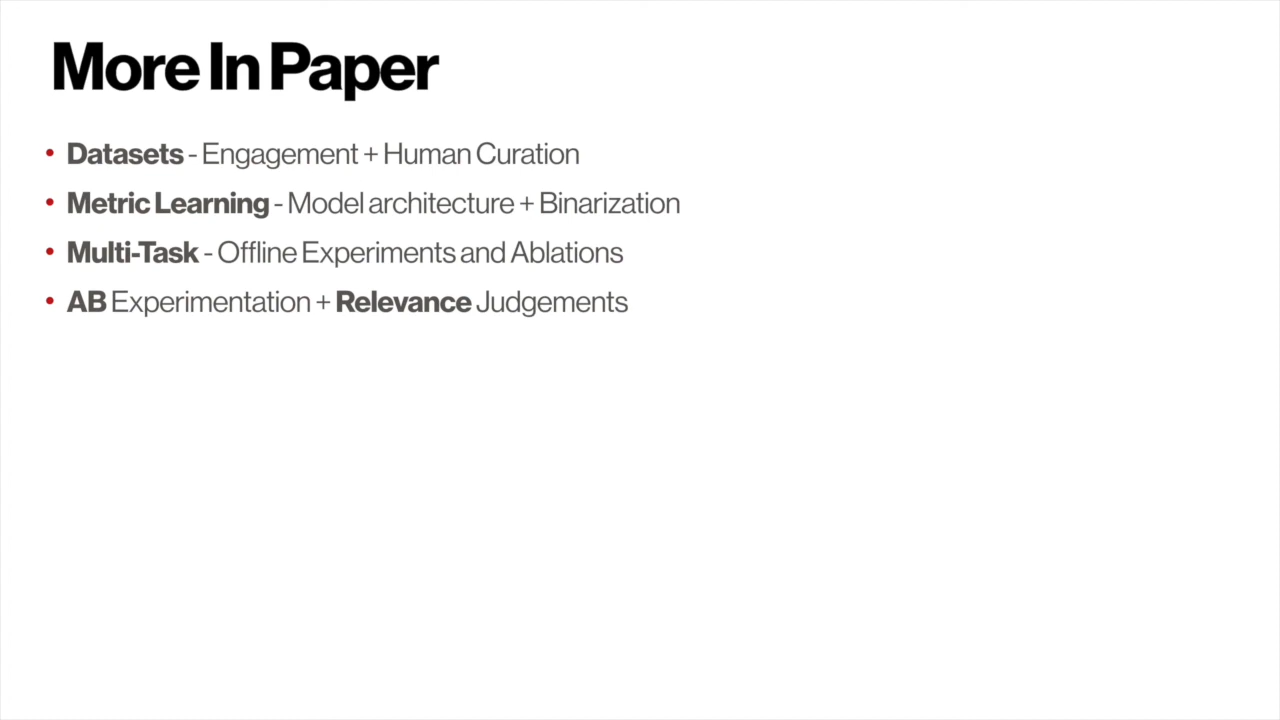 More In Paper
• Datasets - Engagement + Human Curation
• Metric Learning - Model architecture + Binarization
• Multi-Task - Offline Experiments and Ablations
• AB Experimentation + Relevance Judgements